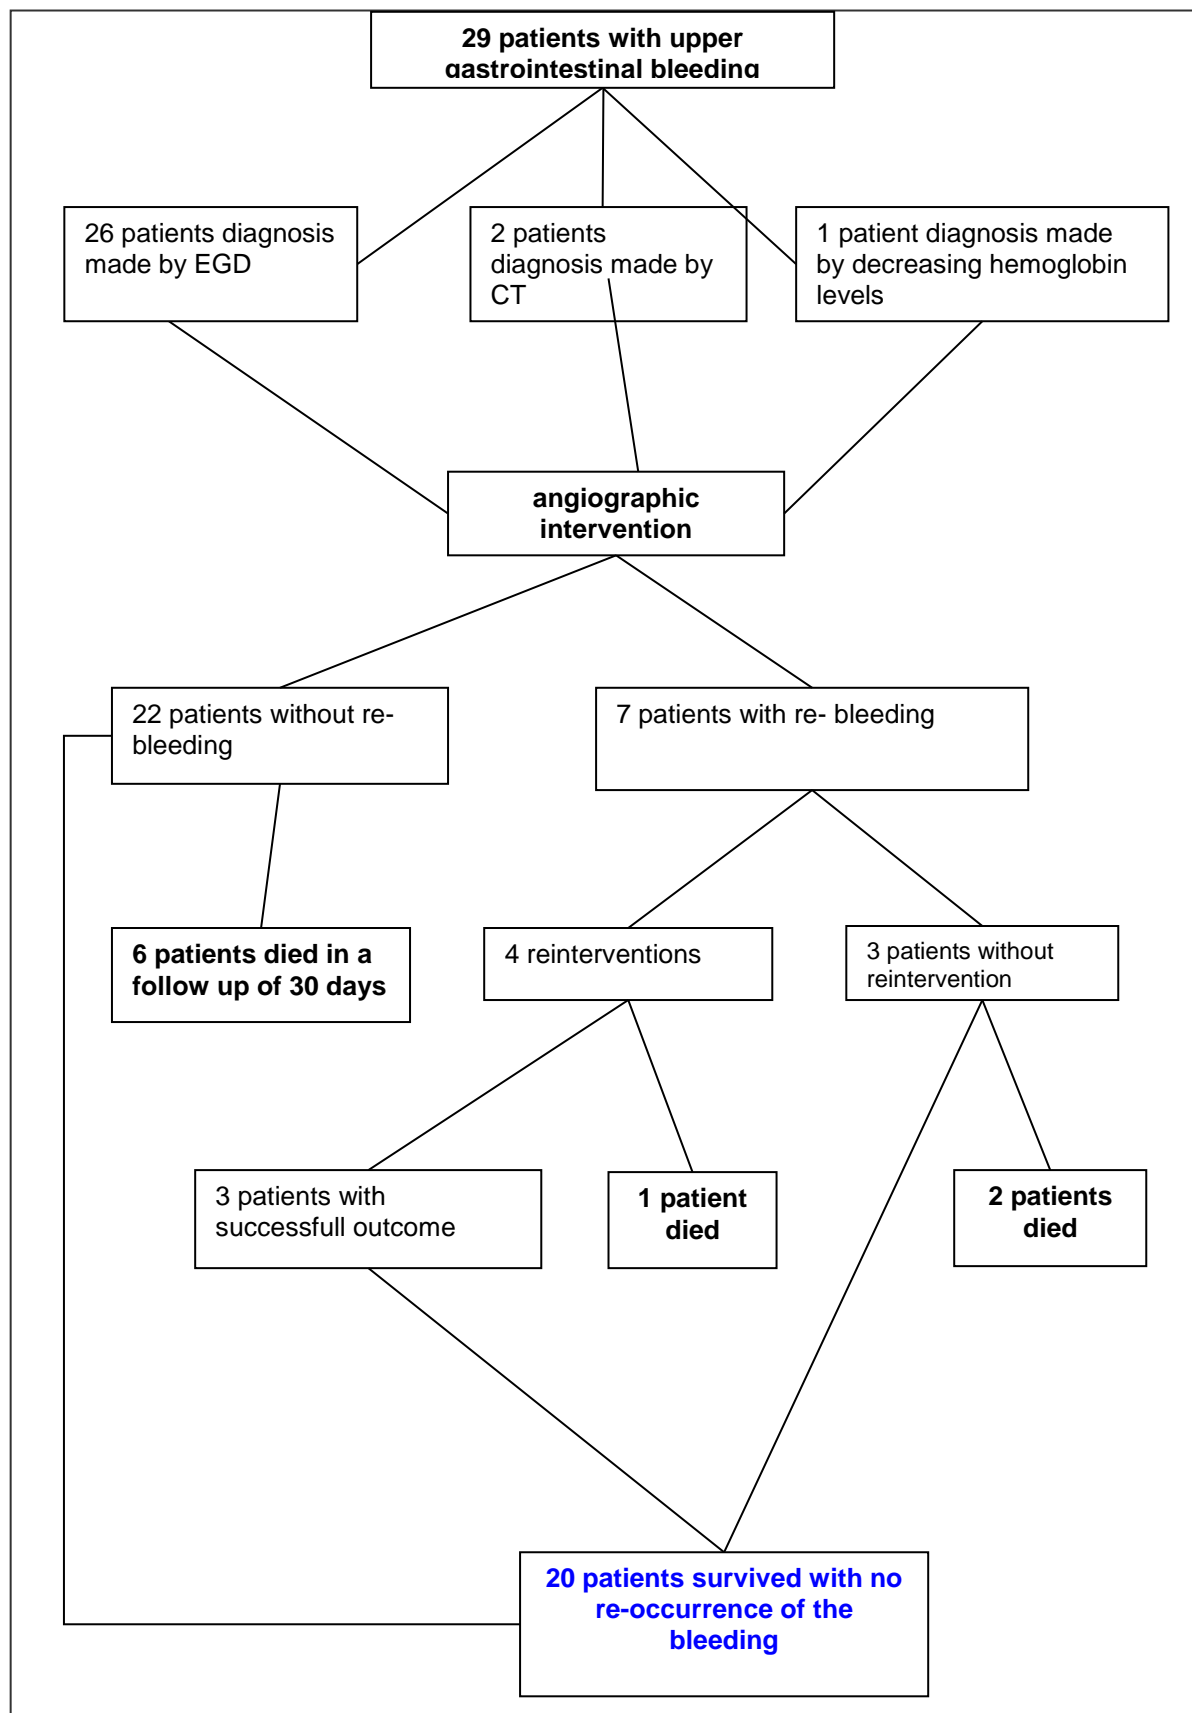 29 patients with upper
gastrointestinal bleeding
26 patients diagnosis
made by EGD
2 patients
diagnosis made by
CT
1 patient diagnosis made
by decreasing hemoglobin
levels
angiographic
intervention
22 patients without re-
bleeding
7 patients with re- bleeding
6 patients died in a
follow up of 30 days
4 reinterventions
3 patients without
reintervention
3 patients with
successfull outcome
1 patient
died
2 patients
died
20 patients survived with no
re-occurrence of the
bleeding